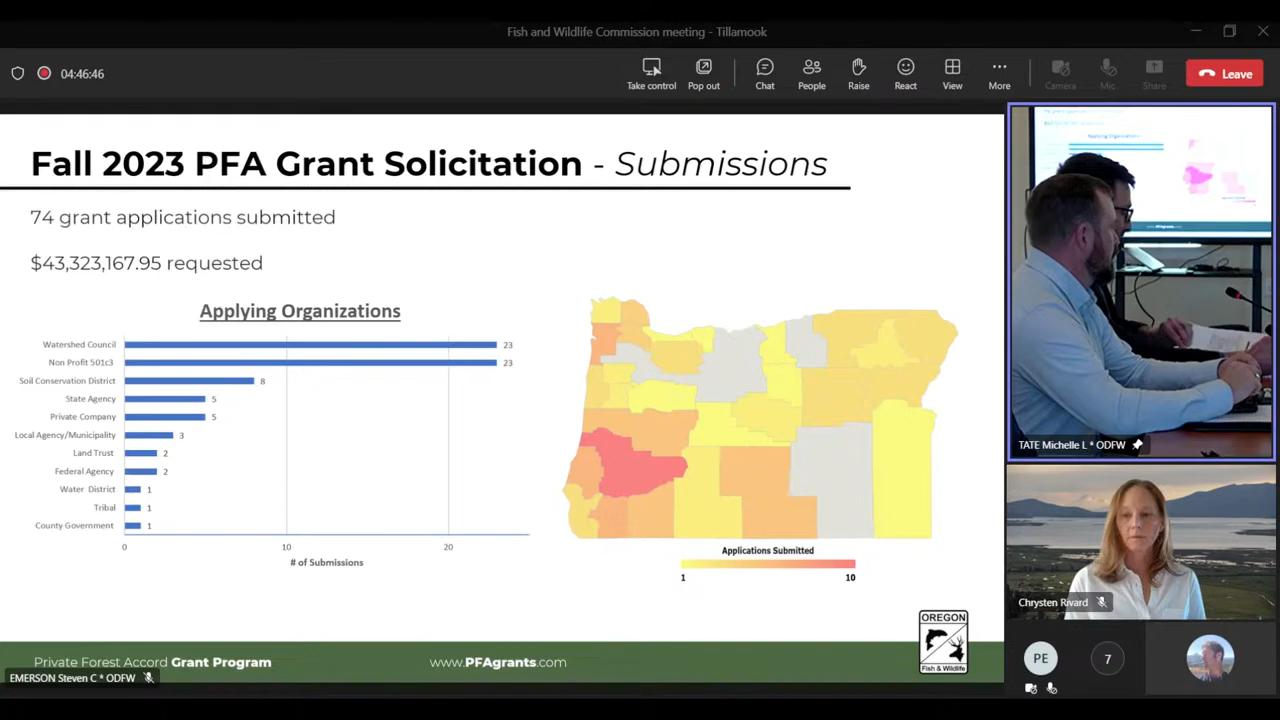 Fish and Wildlife Commission meeting - Tillamook
04:46:46
Take control
Pop out
Chat
People
Raise
React
View
More
Camera
Mic
Share
Leave
Fall 2023 PFA Grant Solicitation - Submissions
74 grant applications submitted
$43,323,167.95 requested
Applying Organizations
Watershed Council 23
Non Profit 501c3 23
Soil Conservation District 8
State Agency 5
Private Company 5
Local Agency/Municipality 3
Land Trust 2
Federal Agency 2
Water District 1
Tribal 1
County Government 1
0 10 20
# of Submissions
Applications Submitted
1 10
OREGON
Fish & Wildlife
Private Forest Accord Grant Program
www.PFAgrants.com
EMERSON Steven C * ODFW
Applying Organizations
TATE Michelle L * ODFW
Chrysten Rivard
PE
7